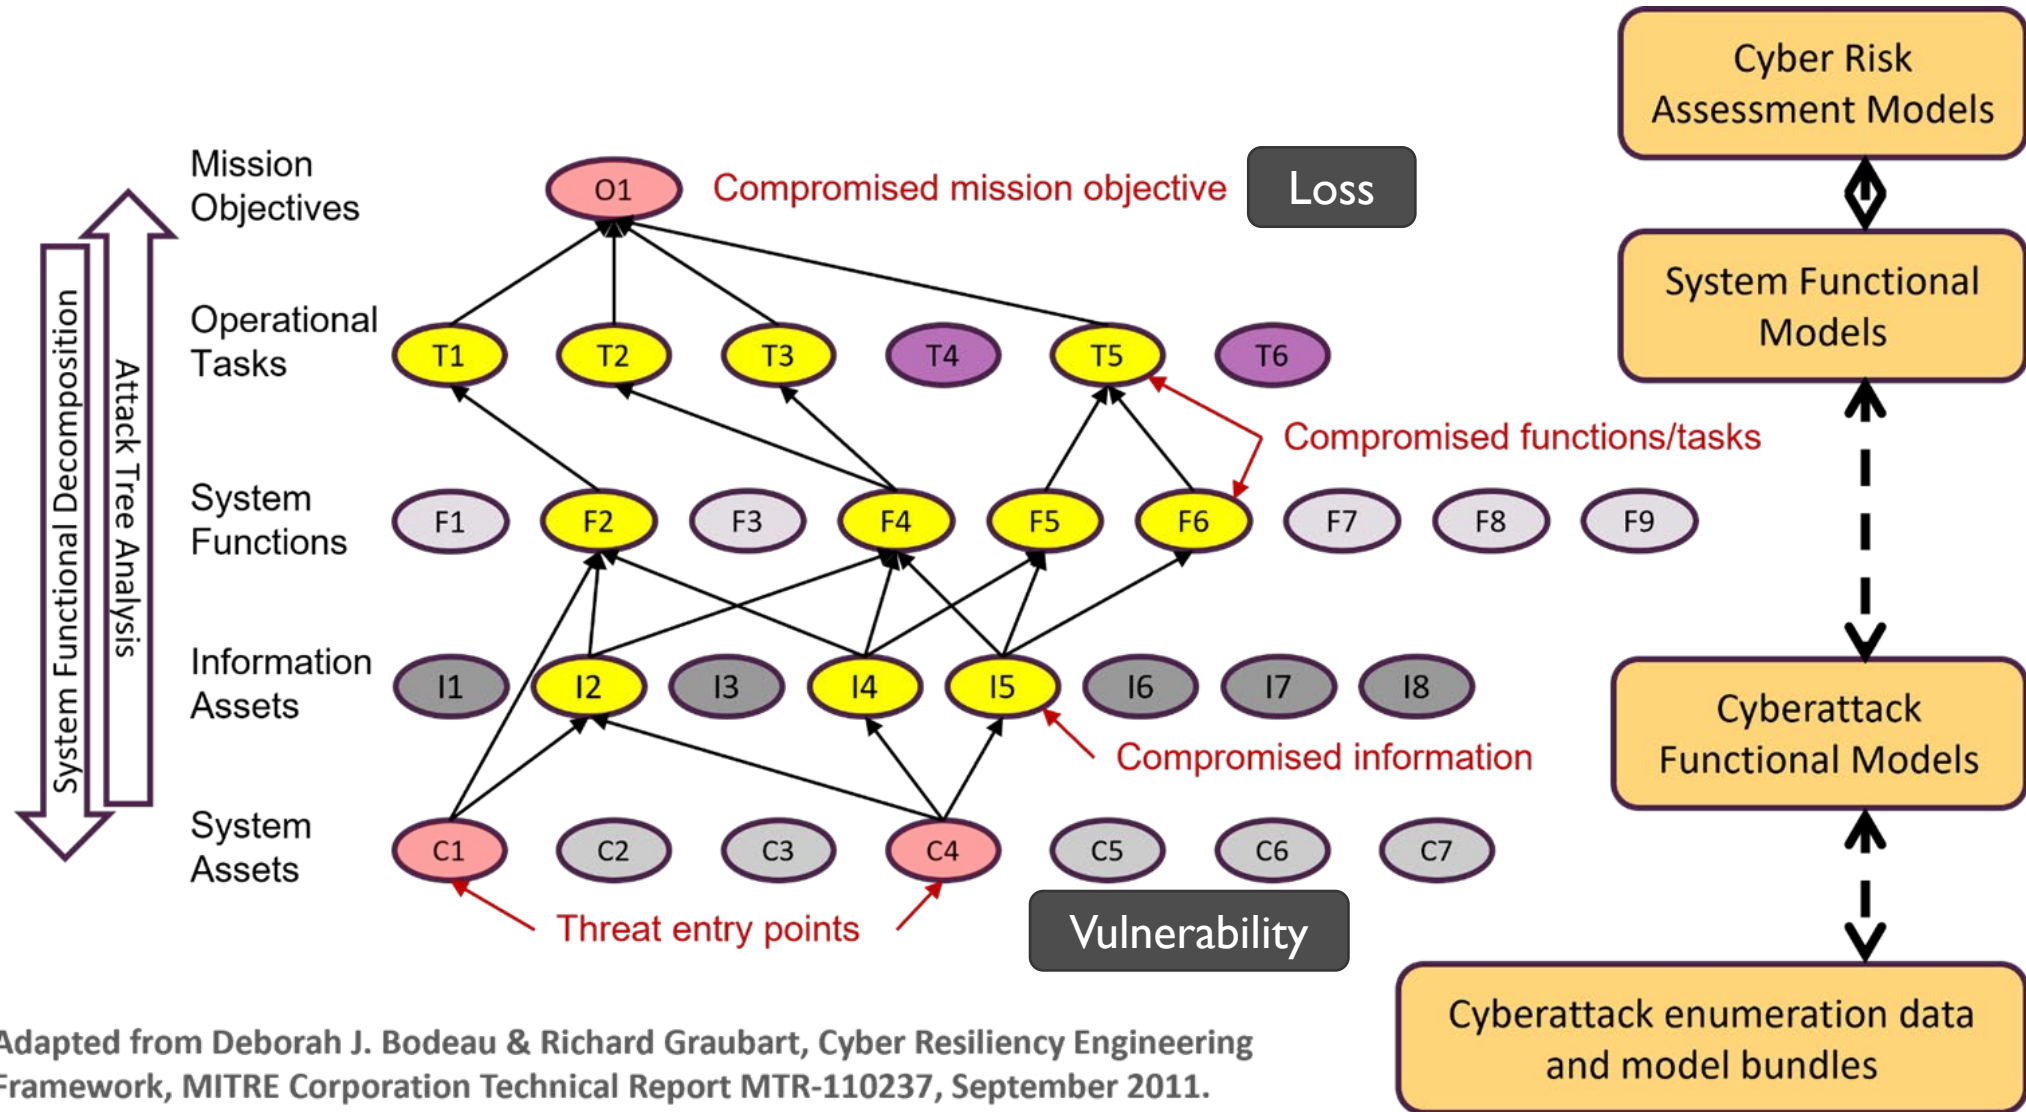 Cyber Risk
Assessment Models
Mission
Objectives
O1
Compromised mission objective
Loss
System Functional
Models
Operational
Tasks
T1
T2
T3
T4
T5
T6
Compromised functions/tasks
System Functional Decomposition
Attack Tree Analysis
System
Functions
F1
F2
F3
F4
F5
F6
F7
F8
F9
Information
Assets
I1
I2
I3
I4
I5
I6
I7
I8
Compromised information
Cyberattack
Functional Models
System
Assets
C1
C2
C3
C4
C5
C6
C7
Threat entry points
Vulnerability
Cyberattack enumeration data
and model bundles
Adapted from Deborah J. Bodeau & Richard Graubart, Cyber Resiliency Engineering
Framework, MITRE Corporation Technical Report MTR-110237, September 2011.